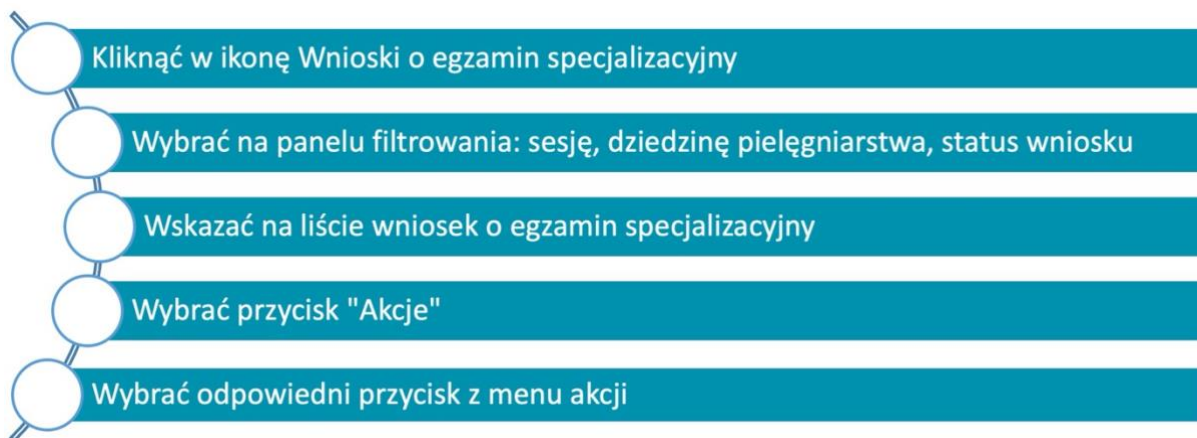 Kliknąć w ikonę Wnioski o egzamin specjalizacyjny
Wybrać na panelu filtrowania: sesję, dziedzinę pielęgniarstwa, status wniosku
Wskazać na liście wniosek o egzamin specjalizacyjny
Wybrać przycisk "Akcje"
Wybrać odpowiedni przycisk z menu akcji